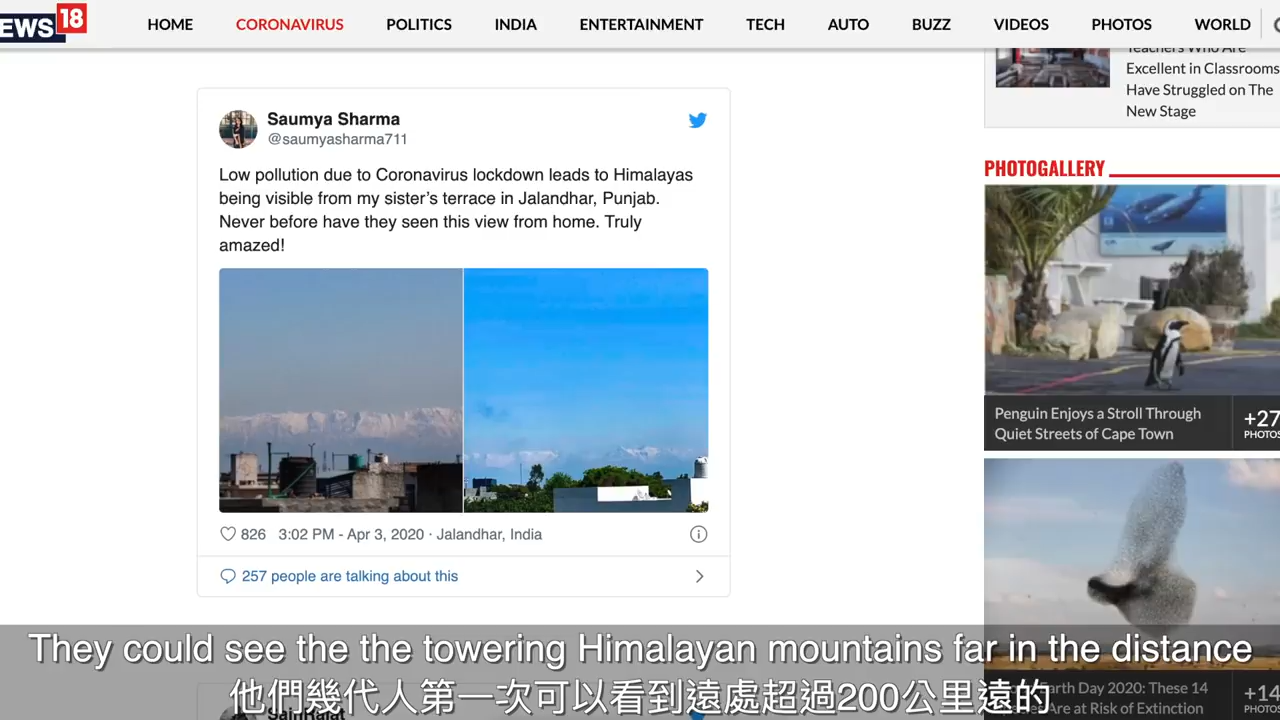 EWS 18
HOME
CORONAVIRUS
POLITICS
INDIA
ENTERTAINMENT
TECH
AUTO
BUZZ
VIDEOS
PHOTOS
WORLD
Saumya Sharma
@saumyasharma711
Low pollution due to Coronavirus lockdown leads to Himalayas
being visible from my sister’s terrace in Jalandhar, Punjab.
Never before have they seen this view from home. Truly
amazed!
826 3:02 PM - Apr 3, 2020 · Jalandhar, India
257 people are talking about this
Teachers Who Are
Excellent in Classrooms
Have Struggled on The
New Stage
PHOTOGALLERY
Penguin Enjoys a Stroll Through
Quiet Streets of Cape Town
+27
PHOTOS
Earth Day 2020: These 14
Are at Risk of Extinction
+14
PHOTOS
They could see the the towering Himalayan mountains far in the distance
他們幾代人第一次可以看到遠處超過200公里遠的